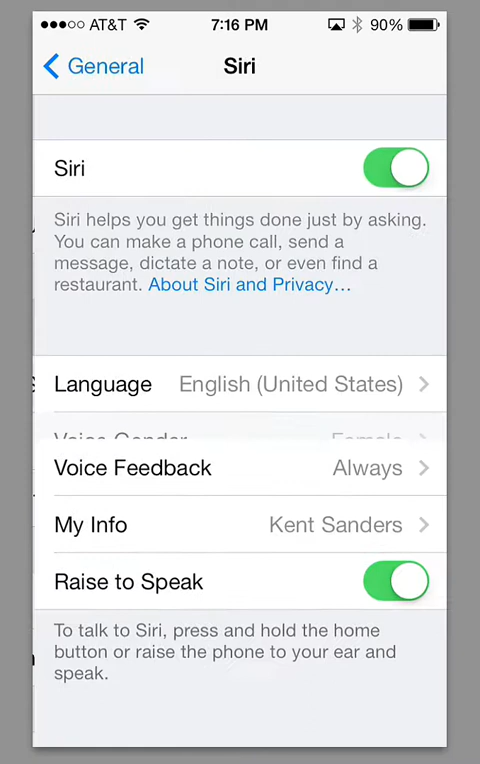 AT&T 7:16 PM 90%
General Siri
Siri
Siri helps you get things done just by asking.
You can make a phone call, send a
message, dictate a note, or even find a
restaurant. About Siri and Privacy...
Language English (United States)
Voice Gender Female
Voice Feedback Always
My Info Kent Sanders
Raise to Speak
To talk to Siri, press and hold the home
button or raise the phone to your ear and
speak.